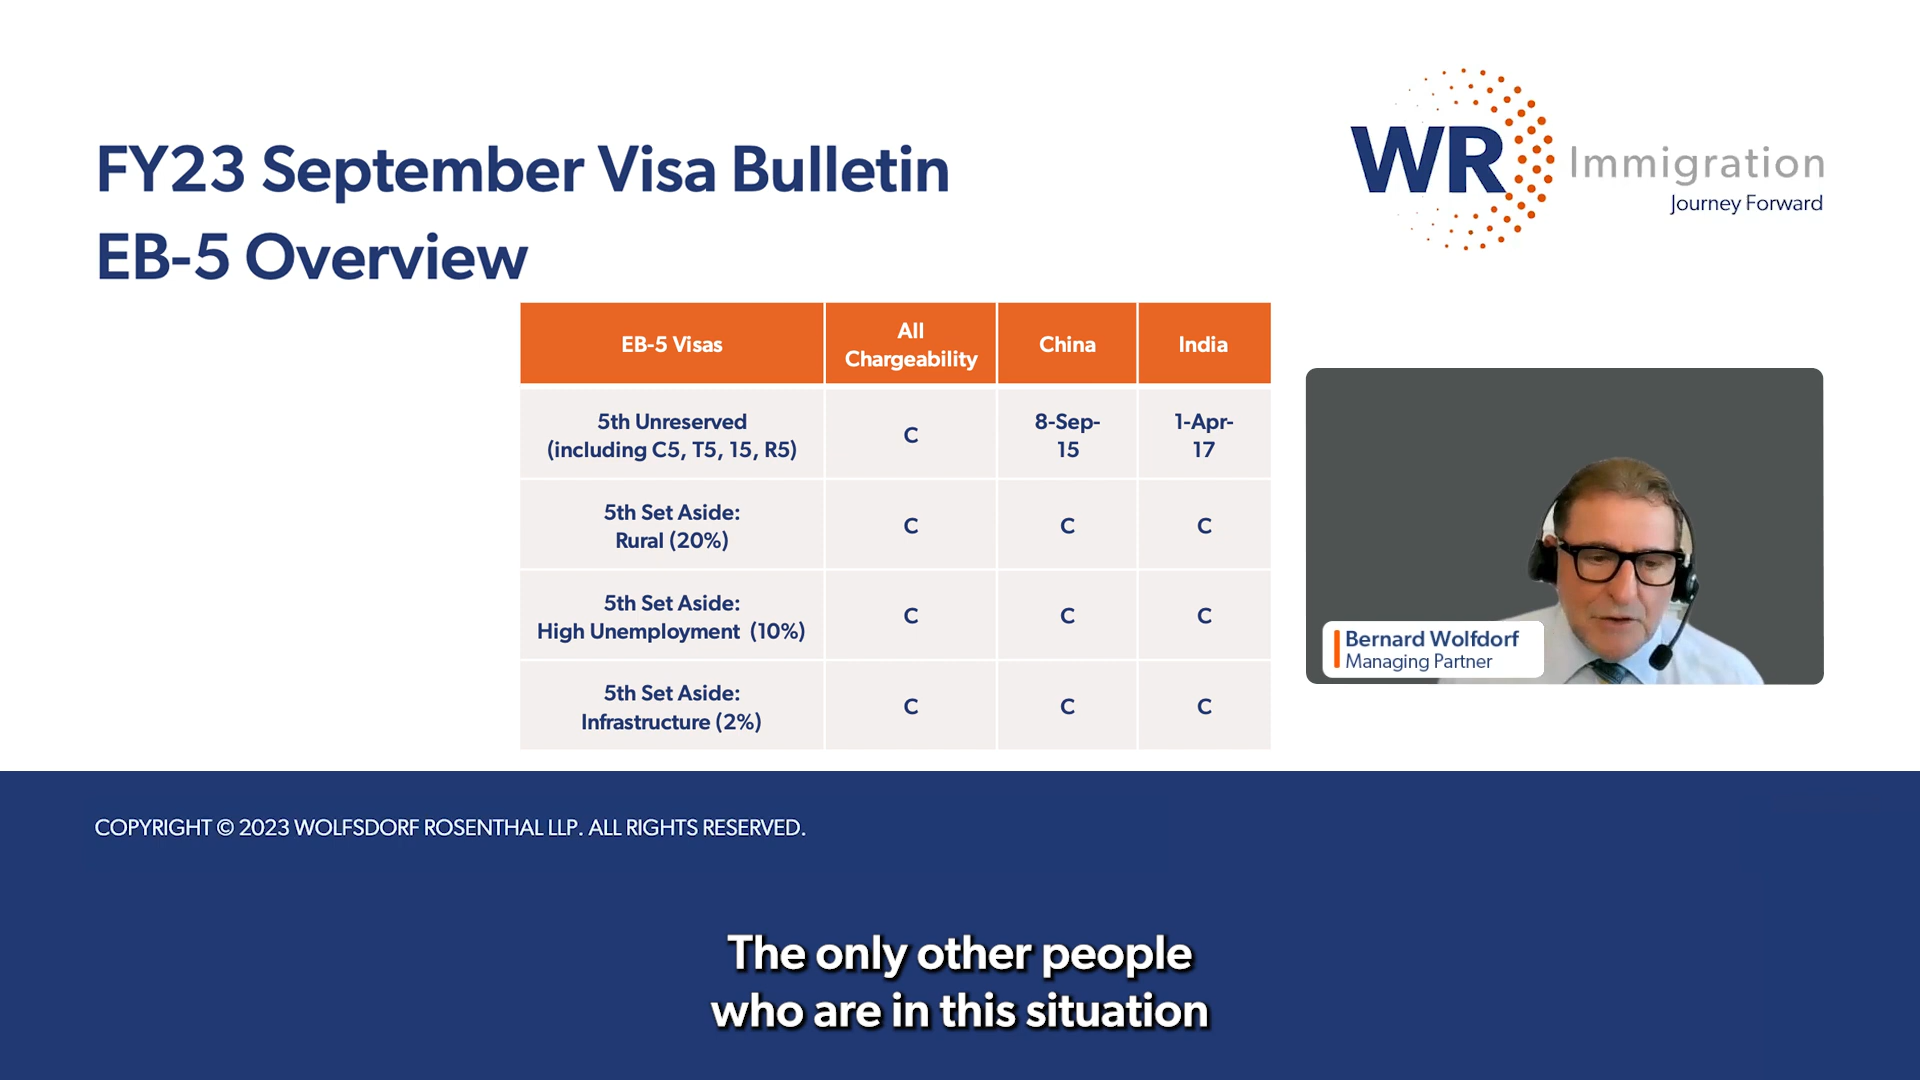 FY23 September Visa Bulletin
EB-5 Overview
WR Immigration
Journey Forward
EB-5 Visas
All
Chargeability
China
India
5th Unreserved
(including C5, T5, 15, R5)
C
8-Sep-
15
1-Apr-
17
5th Set Aside:
Rural (20%)
C
C
C
5th Set Aside:
High Unemployment (10%)
C
C
C
5th Set Aside:
Infrastructure (2%)
C
C
C
Bernard Wolfdorf
Managing Partner
COPYRIGHT © 2023 WOLFSDORF ROSENTHAL LLP. ALL RIGHTS RESERVED.
The only other people
who are in this situation